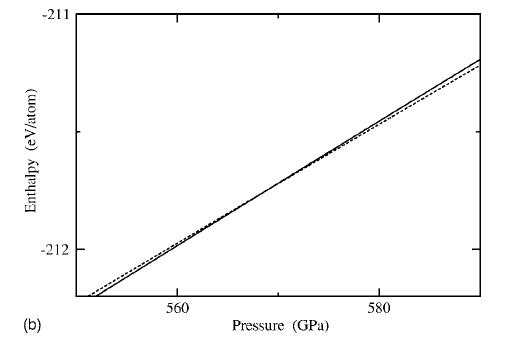 -211
Enthalpy (eV/atom)
-212
560
580
Pressure (GPa)
(b)